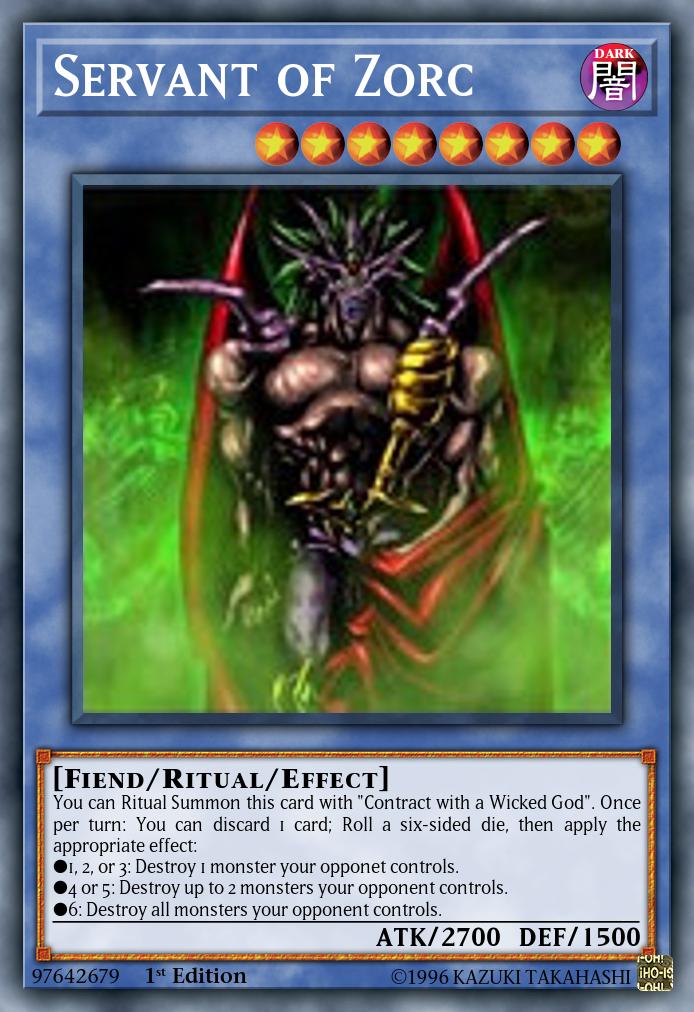 Servant of Zorc
DARK
闇
[Fiend/Ritual/Effect]
You can Ritual Summon this card with "Contract with a Wicked God". Once
per turn: You can discard 1 card; Roll a six-sided die, then apply the
appropriate effect:
●1, 2, or 3: Destroy 1 monster your opponet controls.
●4 or 5: Destroy up to 2 monsters your opponent controls.
●6: Destroy all monsters your opponent controls.
ATK/2700 DEF/1500
97642679 1st Edition ©1996 KAZUKI TAKAHASHI